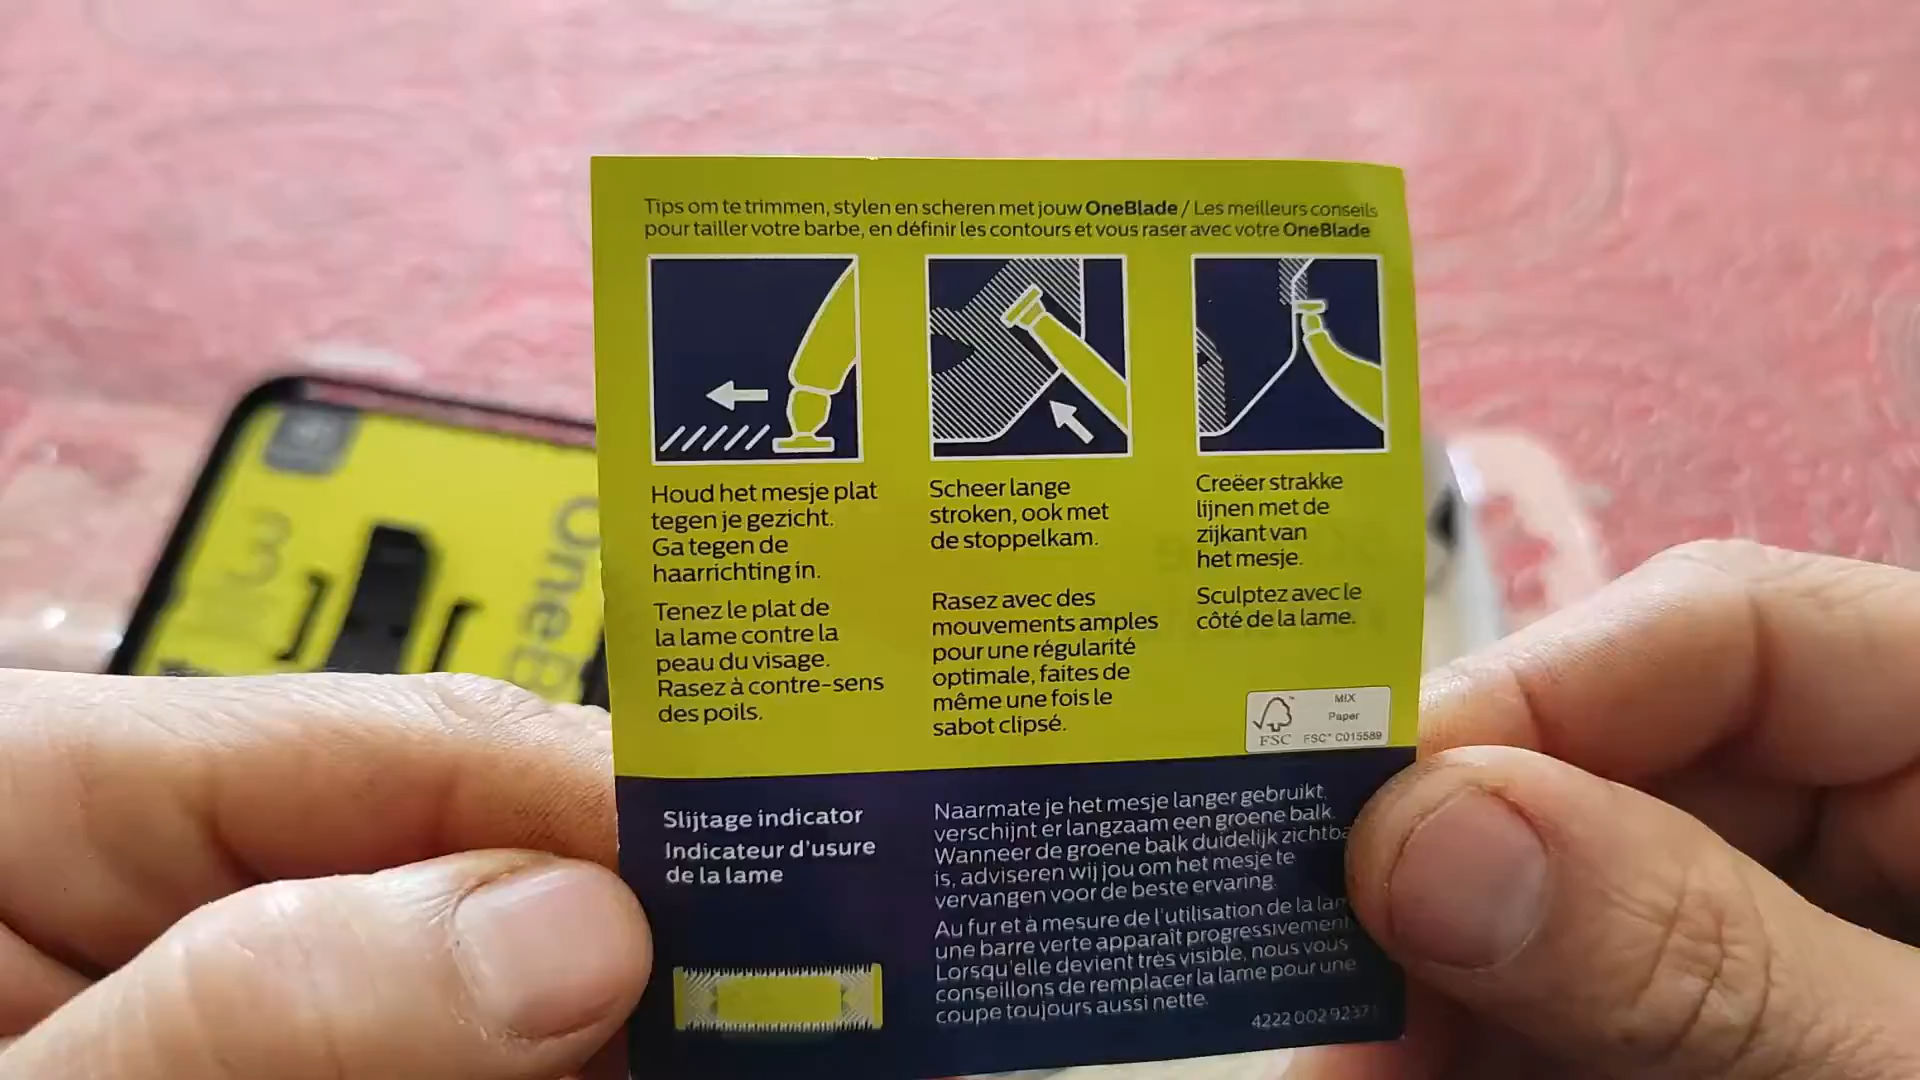 Tips om te trimmen, stylen en scheren met jouw OneBlade / Les meilleurs conseils
pour tailler votre barbe, en définir les contours et vous raser avec votre OneBlade
Houd het mesje plat
tegen je gezicht.
Ga tegen de
haarrichting in.
Tenez le plat de
la lame contre la
peau du visage.
Rasez à contre-sens
des poils.
Scheer lange
stroken, ook met
de stoppelkam.
Rasez avec des
mouvements amples
pour une régularité
optimale, faites de
même une fois le
sabot clipsé.
Creëer strakke
lijnen met de
zijkant van
het mesje.
Sculptez avec le
côté de la lame.
FSC™
MIX
Paper
FSC® C015589
Slijtage indicator
Indicateur d'usure
de la lame
Naarmate je het mesje langer gebruikt,
verschijnt er langzaam een groene balk.
Wanneer de groene balk duidelijk
is, adviseren wij jou om het mesje te
vervangen voor de beste ervaring.
Au fur et à mesure de l'utilisation de la
une barre verte apparaît progressivement
Lorsqu'elle devient très visible, nous vous
conseillons de remplacer la lame pour une
coupe toujours aussi nette.
4222 002 92371
OneB